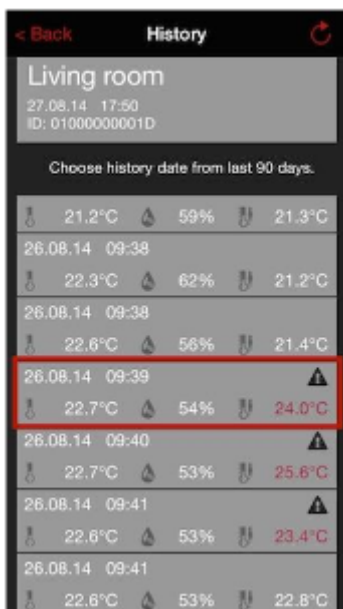 < Back History
Living room
27.08.14 17:50
ID: 01000000001D
Choose history date from last 90 days.
21.2°C 59% 21.3°C
26.08.14 09:38
22.3°C 62% 21.2°C
26.08.14 09:38
22.6°C 56% 21.4°C
26.08.14 09:39
22.7°C 54% 24.0°C
26.08.14 09:40
22.7°C 53% 25.6°C
26.08.14 09:41
22.6°C 53% 23.4°C
26.08.14 09:41
22.6°C 53% 22.8°C